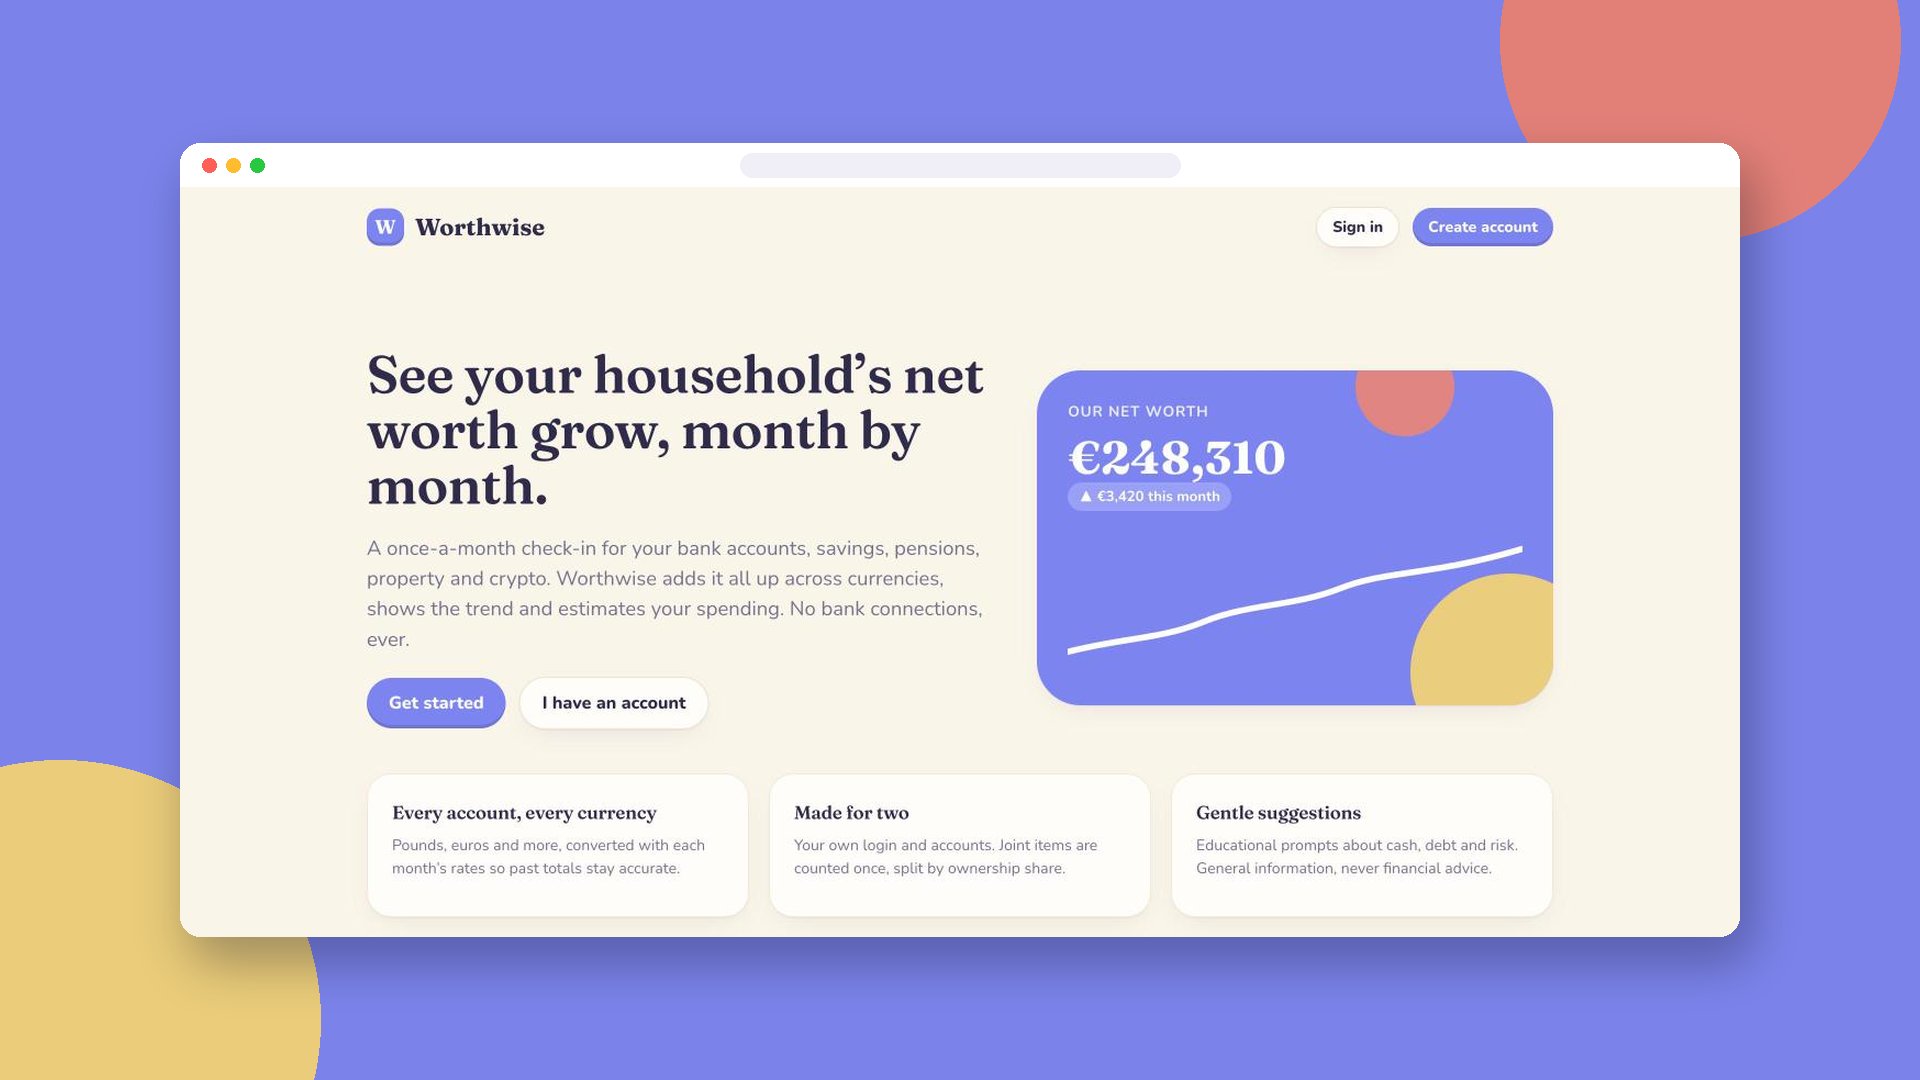 W Worthwise
Sign in
Create account
See your household’s net
worth grow, month by
month.
A once-a-month check-in for your bank accounts, savings, pensions,
property and crypto. Worthwise adds it all up across currencies,
shows the trend and estimates your spending. No bank connections,
ever.
Get started
I have an account
OUR NET WORTH
€248,310
▲ €3,420 this month
Every account, every currency
Pounds, euros and more, converted with each
month’s rates so past totals stay accurate.
Made for two
Your own login and accounts. Joint items are
counted once, split by ownership share.
Gentle suggestions
Educational prompts about cash, debt and risk.
General information, never financial advice.